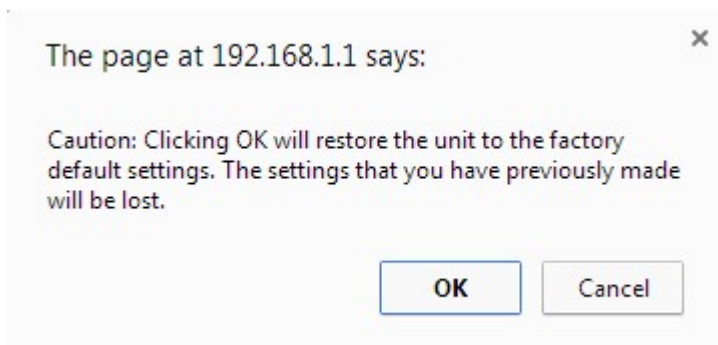 The page at 192.168.1.1 says:
Caution: Clicking OK will restore the unit to the factory
default settings. The settings that you have previously made
will be lost.
OK
Cancel